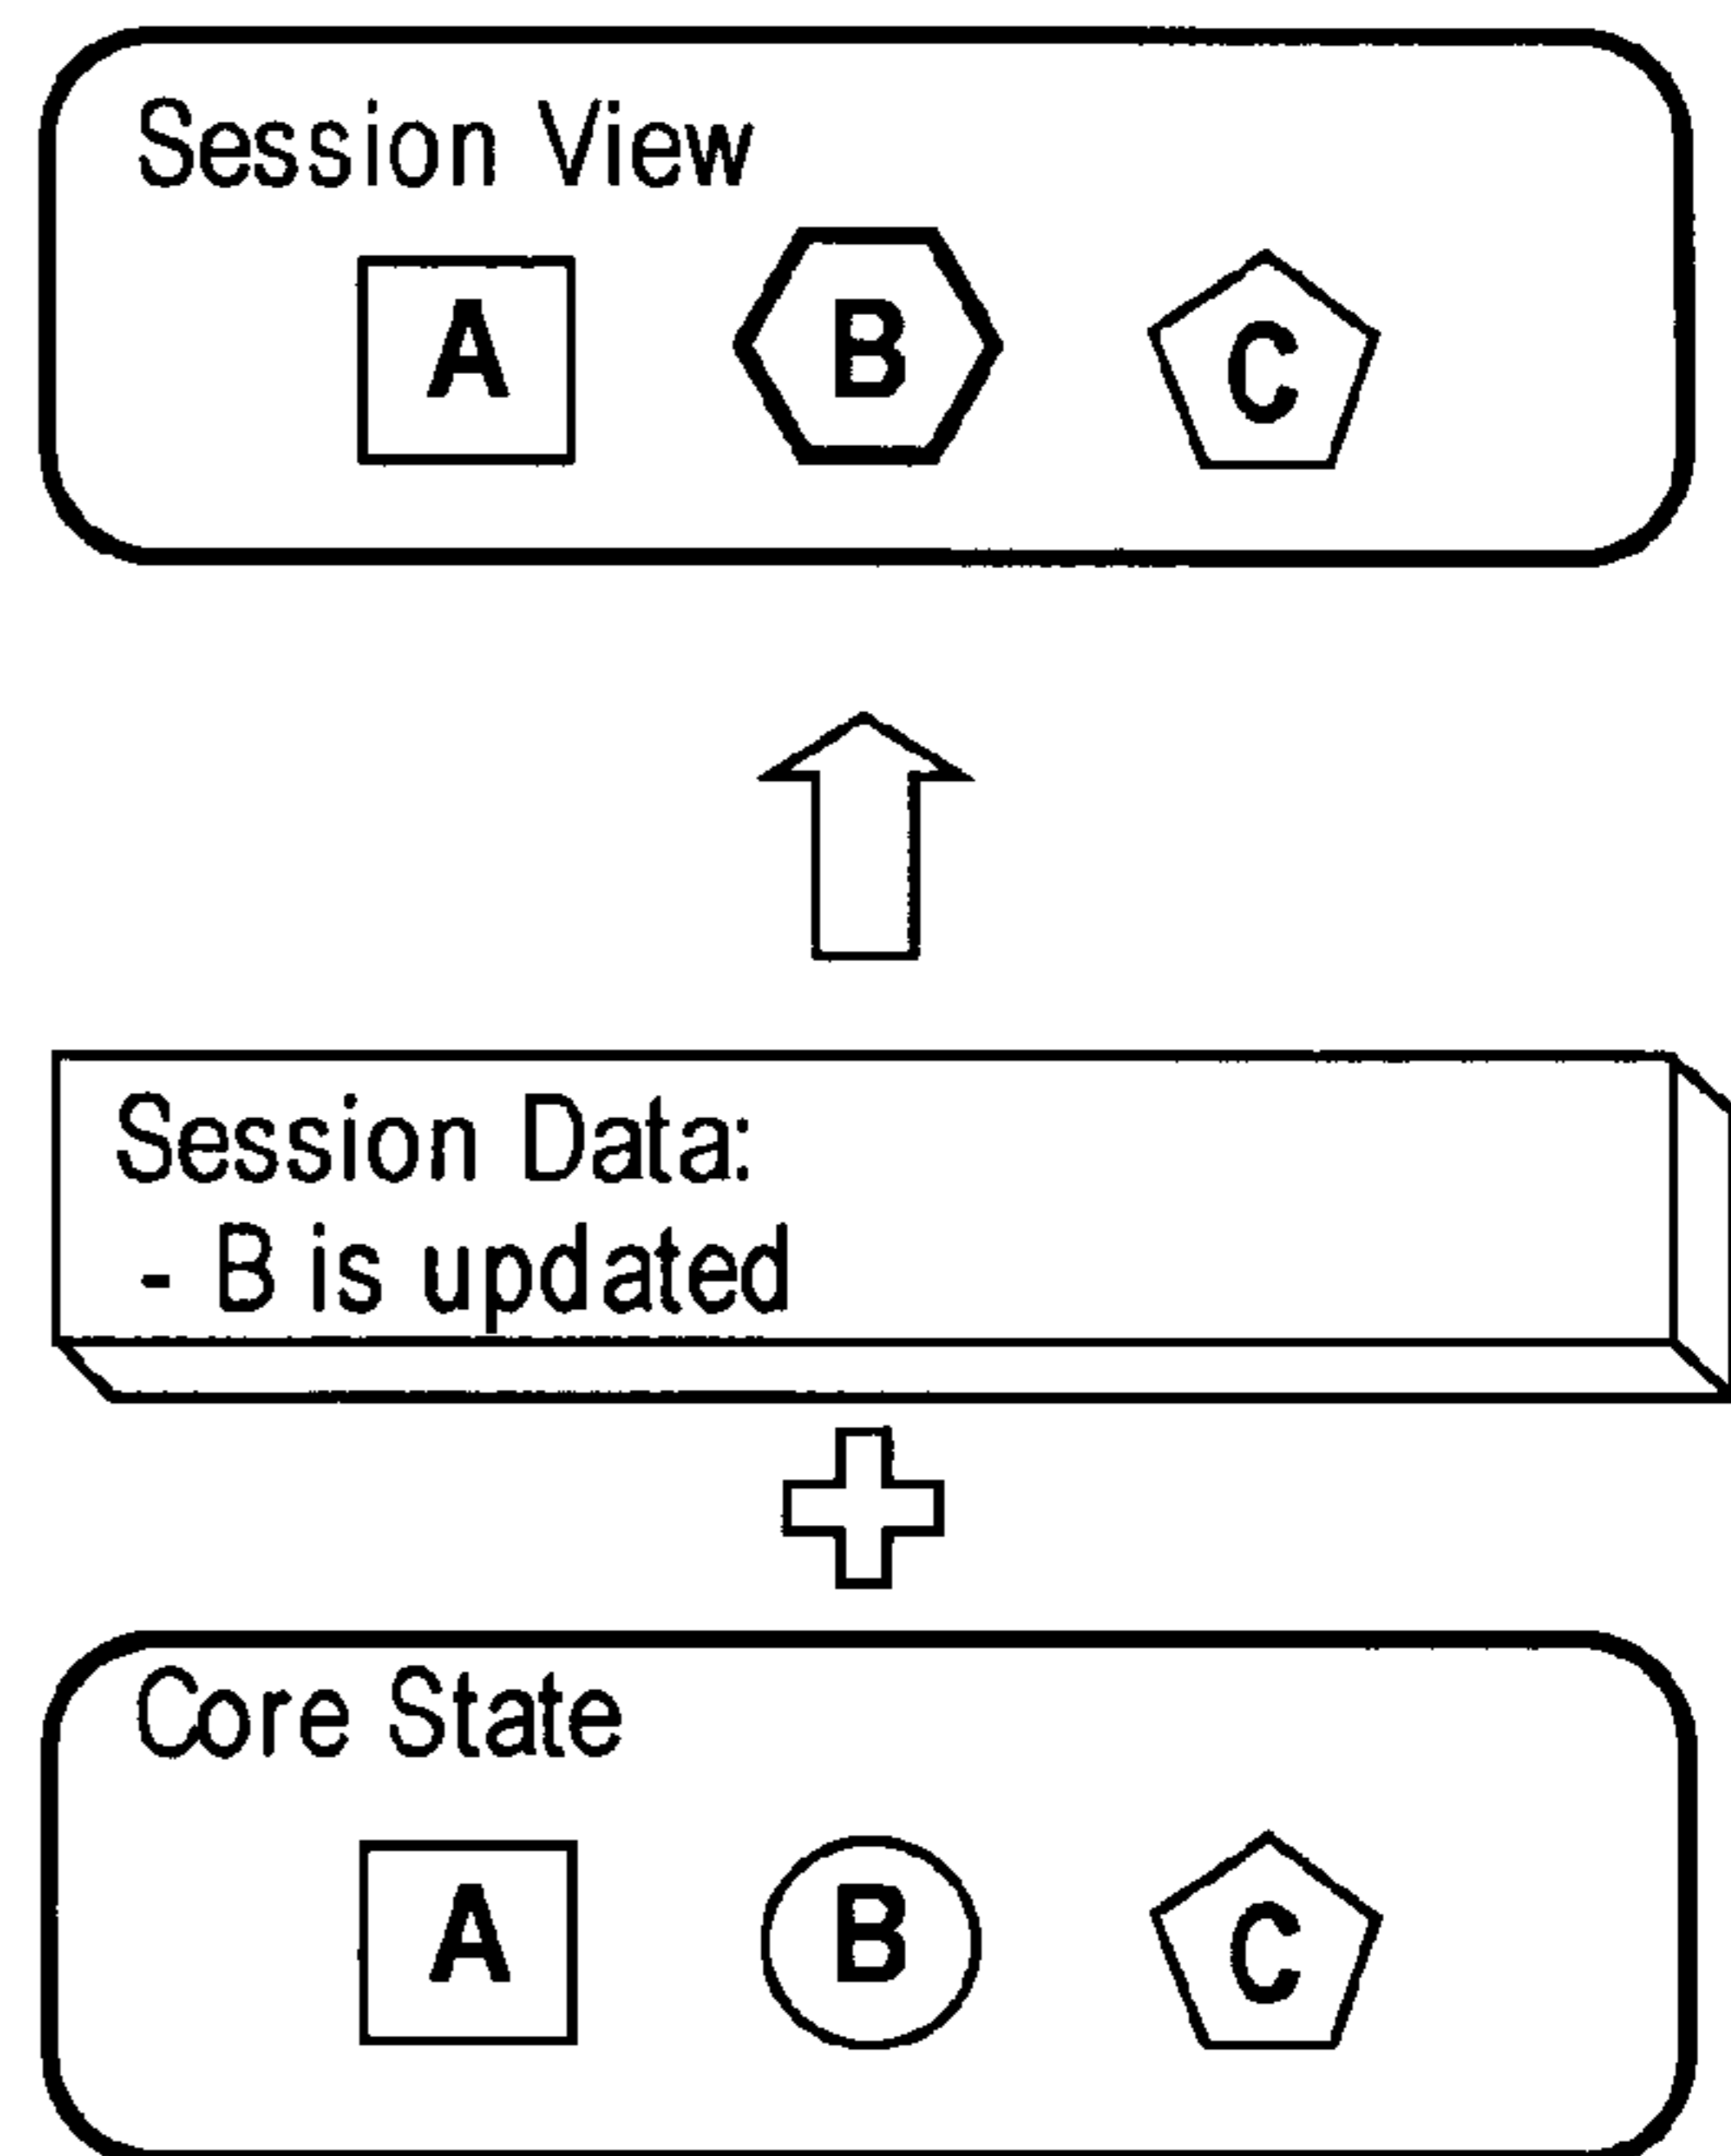 Session View
A B C
Session Data:
- B is updated
Core State
A B C